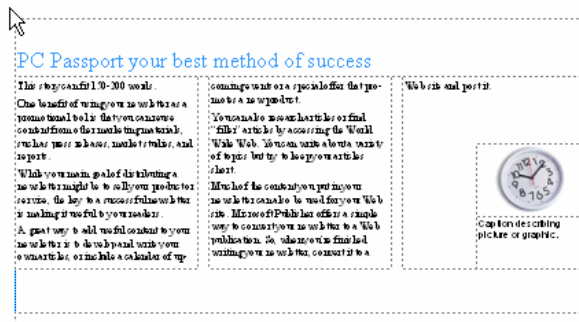 PC Passport your best method of success
This story can fit 150-200 words.
One benefit of using your newsletter as a
promotional tool is that you can reuse
content from other marketing materials,
such as press releases, market studies, and
reports.
While your main goal of distributing a
newsletter might be to sell your product or
service, the key to a successful newsletter
is making it useful to your readers.
A great way to add useful content to your
newsletter is to develop and write your
own articles, or include a calendar of up-
coming events or a special offer that pro-
motes a new product.
You can also research articles or find
“filler” articles by accessing the World
Wide Web. You can write about a variety
of topics but try to keep your articles
short.
Much of the content you put in your
newsletter can also be used for your Web
site. Microsoft Publisher offers a simple
way to convert your newsletter to a Web
publication. So, when you’re finished
writing your newsletter, convert it to a
Web site and post it.
Caption describing
picture or graphic.